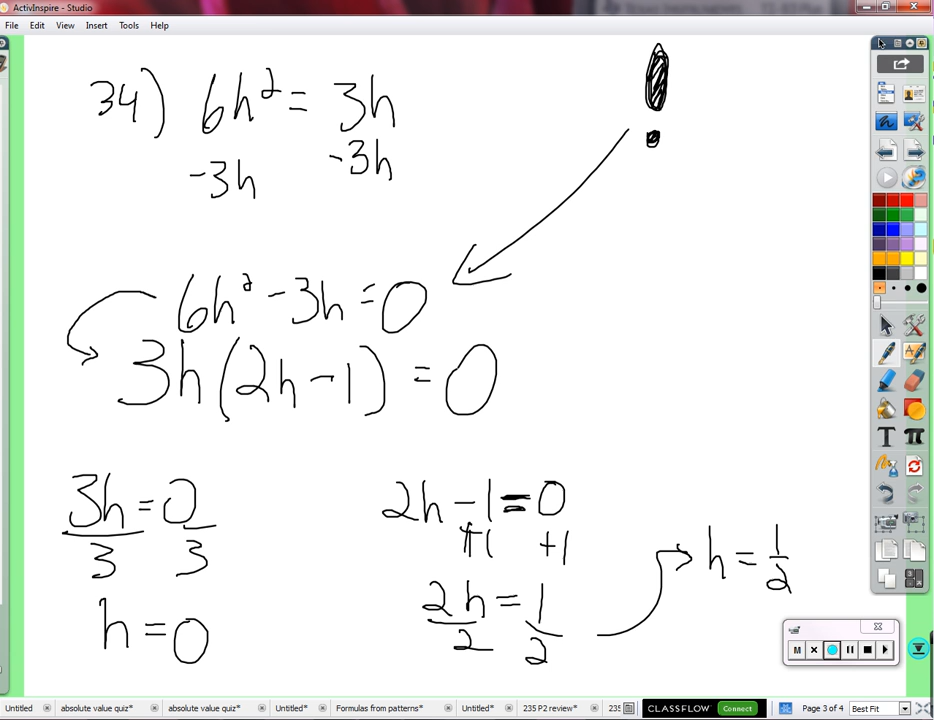 ActivInspire - Studio
File Edit View Insert Tools Help
34) 6h² = 3h
-3h -3h
!
6h² - 3h = 0
3h(2h - 1) = 0
3h = 0
3 3
h = 0
2h - 1 = 0
+1 +1
2h = 1
2 2
h = 1/2
M
T π
Untitled absolute value quiz* absolute value quiz* Untitled* Formulas from patterns* Untitled* 235 P2 review* 235 CLASSFLOW Connect Page 3 of 4 Best Fit